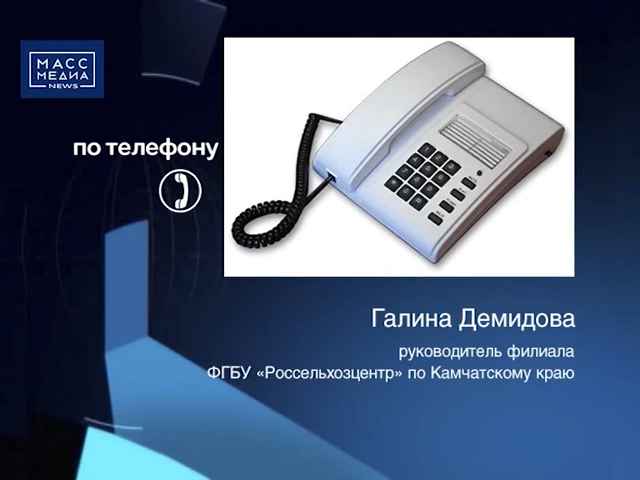 МАСС
МЕДИА
NEWS
по телефону
Галина Демидова
руководитель филиала
ФГБУ «Россельхозцентр» по Камчатскому краю